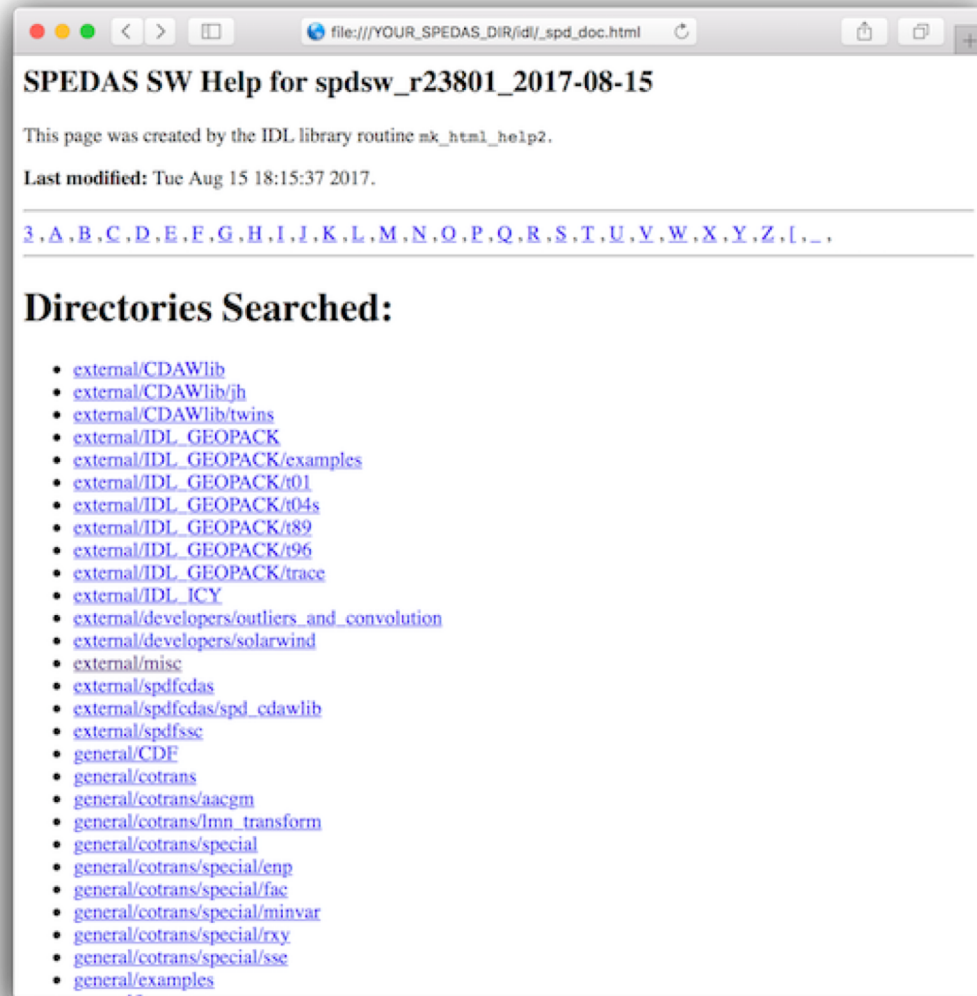 file:///YOUR_SPEDAS_DIR/idl/_spd_doc.html
SPEDAS SW Help for spdsw_r23801_2017-08-15
This page was created by the IDL library routine mk_html_help2.
Last modified: Tue Aug 15 18:15:37 2017.
3 , A , B , C , D , E , F , G , H , I , J , K , L , M , N , O , P , Q , R , S , T , U , V , W , X , Y , Z , [ , _ ,
Directories Searched:
• external/CDAWlib
• external/CDAWlib/jh
• external/CDAWlib/twins
• external/IDL_GEOPACK
• external/IDL_GEOPACK/examples
• external/IDL_GEOPACK/t01
• external/IDL_GEOPACK/t04s
• external/IDL_GEOPACK/t89
• external/IDL_GEOPACK/t96
• external/IDL_GEOPACK/trace
• external/IDL_ICY
• external/developers/outliers_and_convolution
• external/developers/solarwind
• external/misc
• external/spdfcdas
• external/spdfcdas/spd_cdawlib
• external/spdfssc
• general/CDF
• general/cotrans
• general/cotrans/aacgm
• general/cotrans/lmn_transform
• general/cotrans/special
• general/cotrans/special/enp
• general/cotrans/special/fac
• general/cotrans/special/minvar
• general/cotrans/special/rxy
• general/cotrans/special/sse
• general/examples